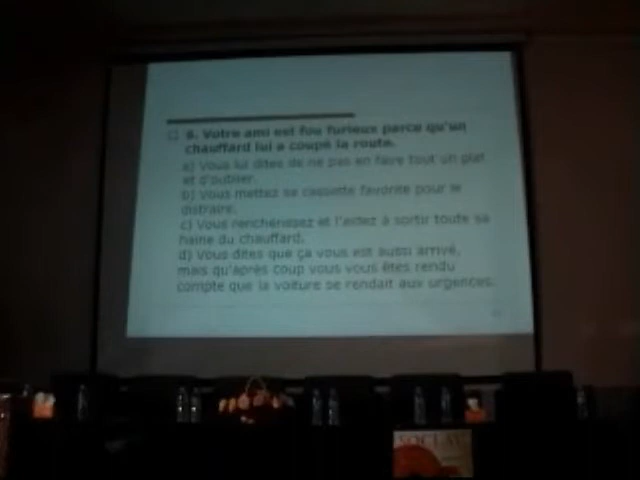 6. Votre ami est fou furieux parce qu'un
chauffard lui a coupé la route.
a) Vous lui dites de ne pas en faire tout un plat
et d'oublier.
b) Vous mettez sa cassette favorite pour le
distraire.
c) Vous renchérissez et l'aidez à sortir toute sa
haine du chauffard.
d) Vous dites que ça vous est aussi arrivé,
mais qu'après coup vous vous êtes rendu
compte que la voiture se rendait aux urgences.